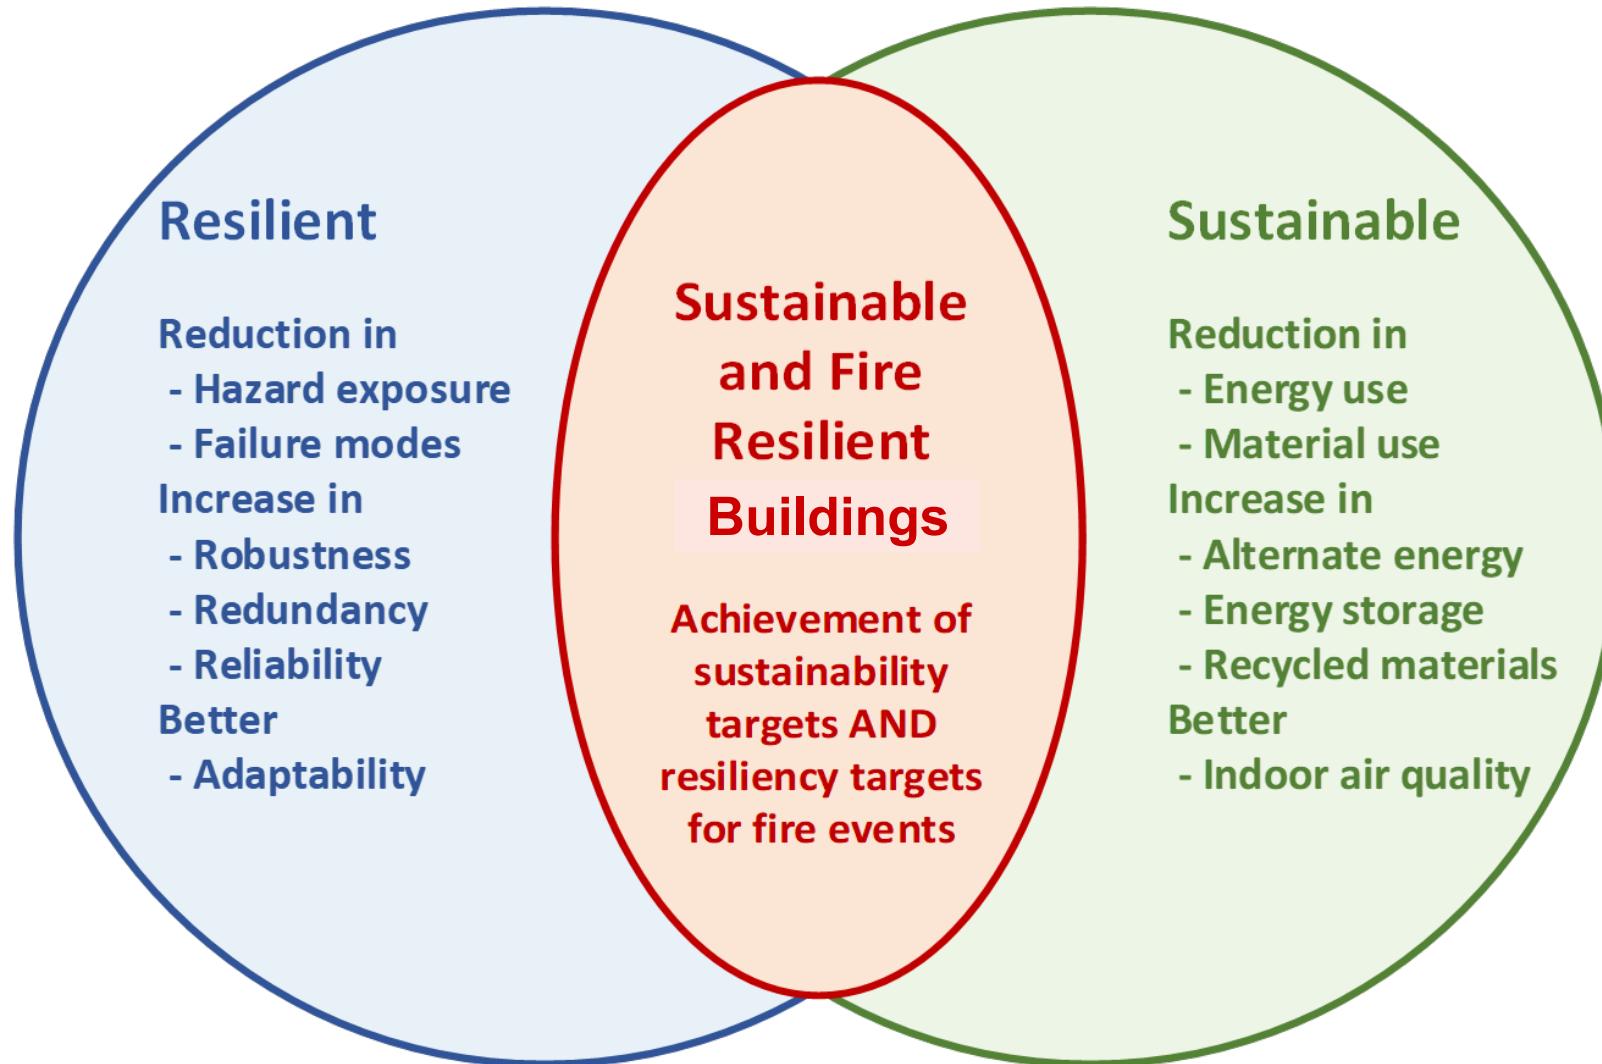 Resilient
Reduction in
- Hazard exposure
- Failure modes
Increase in
- Robustness
- Redundancy
- Reliability
Better
- Adaptability
Sustainable
and Fire
Resilient
Buildings
Achievement of
sustainability
targets AND
resiliency targets
for fire events
Sustainable
Reduction in
- Energy use
- Material use
Increase in
- Alternate energy
- Energy storage
- Recycled materials
Better
- Indoor air quality